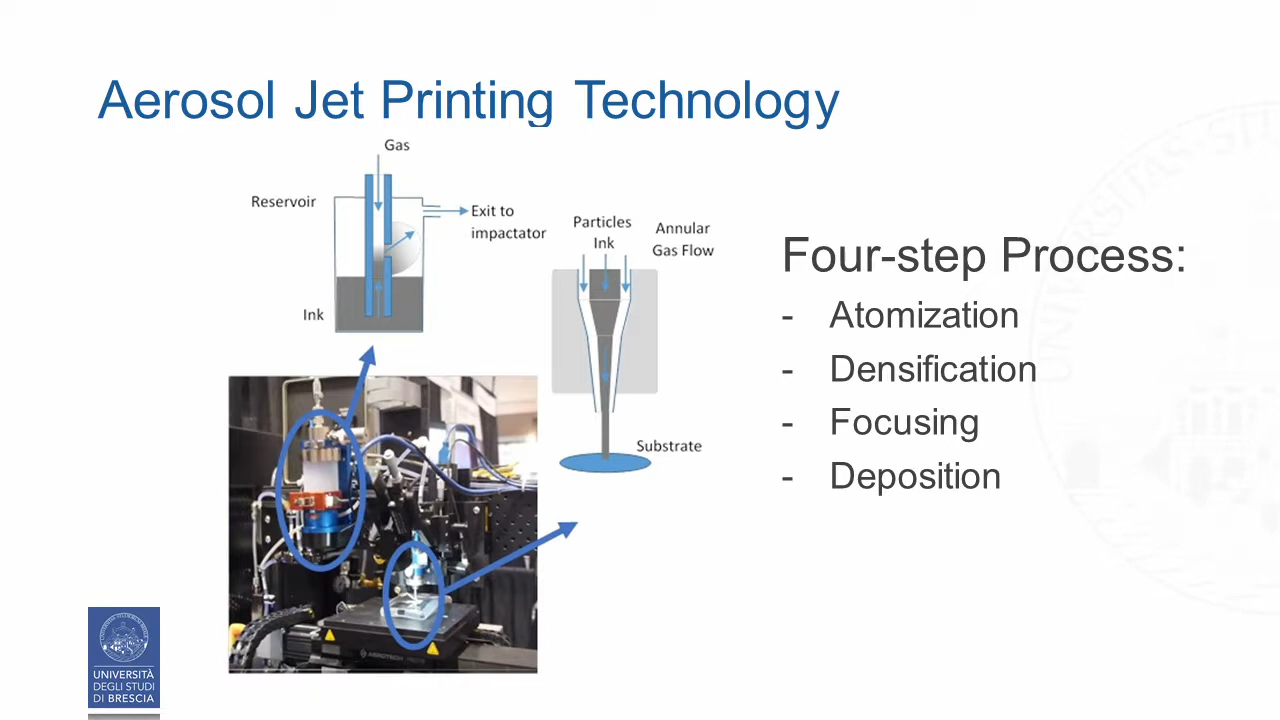 Aerosol Jet Printing Technology
Gas
Reservoir
Exit to
impactator
Ink
Particles
Ink
Annular
Gas Flow
Substrate
Four-step Process:
- Atomization
- Densification
- Focusing
- Deposition
AEROTECH
UNIVERSITÀ
DEGLI STUDI
DI BRESCIA